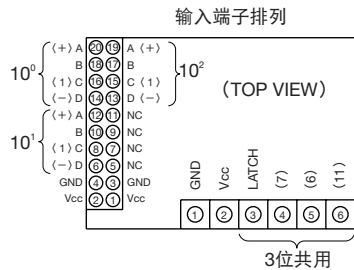 输入端子排列
(+) A ⑳ ⑲ A (+)
B ⑱ ⑰ B
10⁰ (1) C ⑯ ⑮ C (1) 10²
(−) D ⑭ ⑬ D (−)
(TOP VIEW)
(+) A ⑫ ⑪ NC
B ⑩ ⑨ NC
10¹ (1) C ⑧ ⑦ NC
(−) D ⑥ ⑤ NC
GND ④ ③ GND
Vcc ② ① Vcc
GND Vcc LATCH (7) (6) (11)
① ② ③ ④ ⑤ ⑥
3位共用